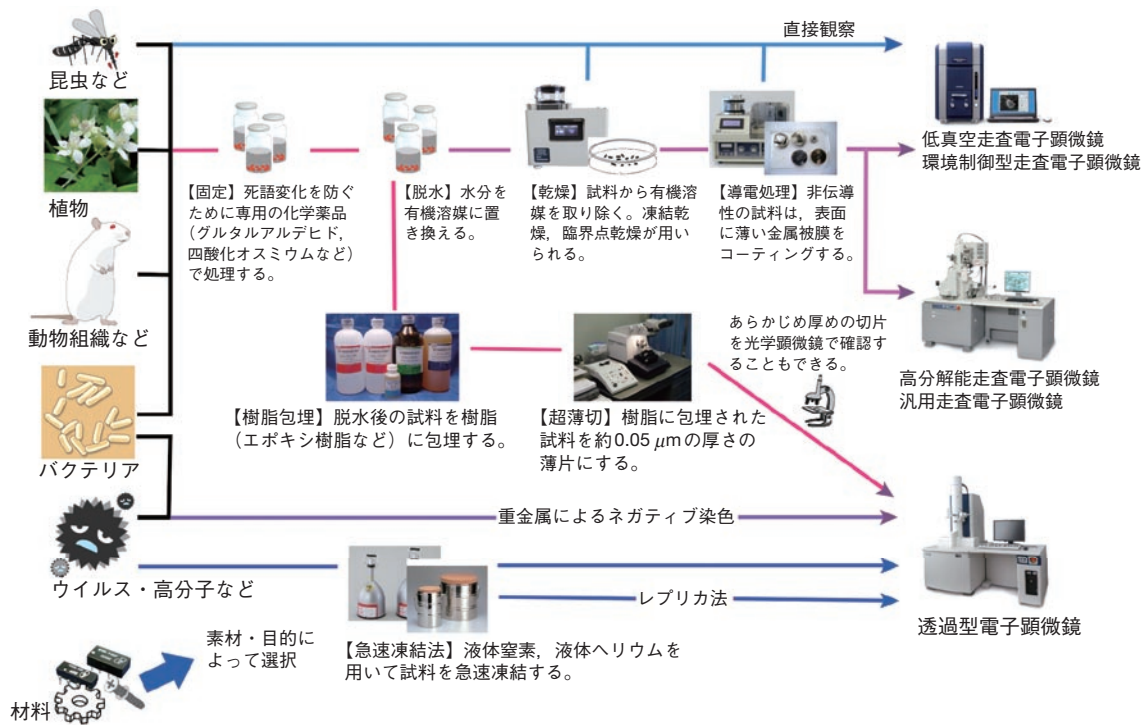 直接観察
昆虫など
低真空走査電子顕微鏡
環境制御型走査電子顕微鏡
植物
【固定】死語変化を防ぐ
ために専用の化学薬品
(グルタルアルデヒド,
四酸化オスミウムなど)
で処理する。
【脱水】水分を
有機溶媒に置
き換える。
【乾燥】試料から有機溶
媒を取り除く。凍結乾
燥,臨界点乾燥が用い
られる。
【導電処理】非伝導
性の試料は,表面
に薄い金属被膜を
コーティングする。
動物組織など
あらかじめ厚めの切片
を光学顕微鏡で確認す
ることもできる。
高分解能走査電子顕微鏡
汎用走査電子顕微鏡
【樹脂包埋】脱水後の試料を樹脂
(エポキシ樹脂など)に包埋する。
【超薄切】樹脂に包埋された
試料を約0.05 μmの厚さの
薄片にする。
バクテリア
重金属によるネガティブ染色
ウイルス・高分子など
レプリカ法
透過型電子顕微鏡
【急速凍結法】液体窒素,液体ヘリウムを
用いて試料を急速凍結する。
素材・目的に
よって選択
材料